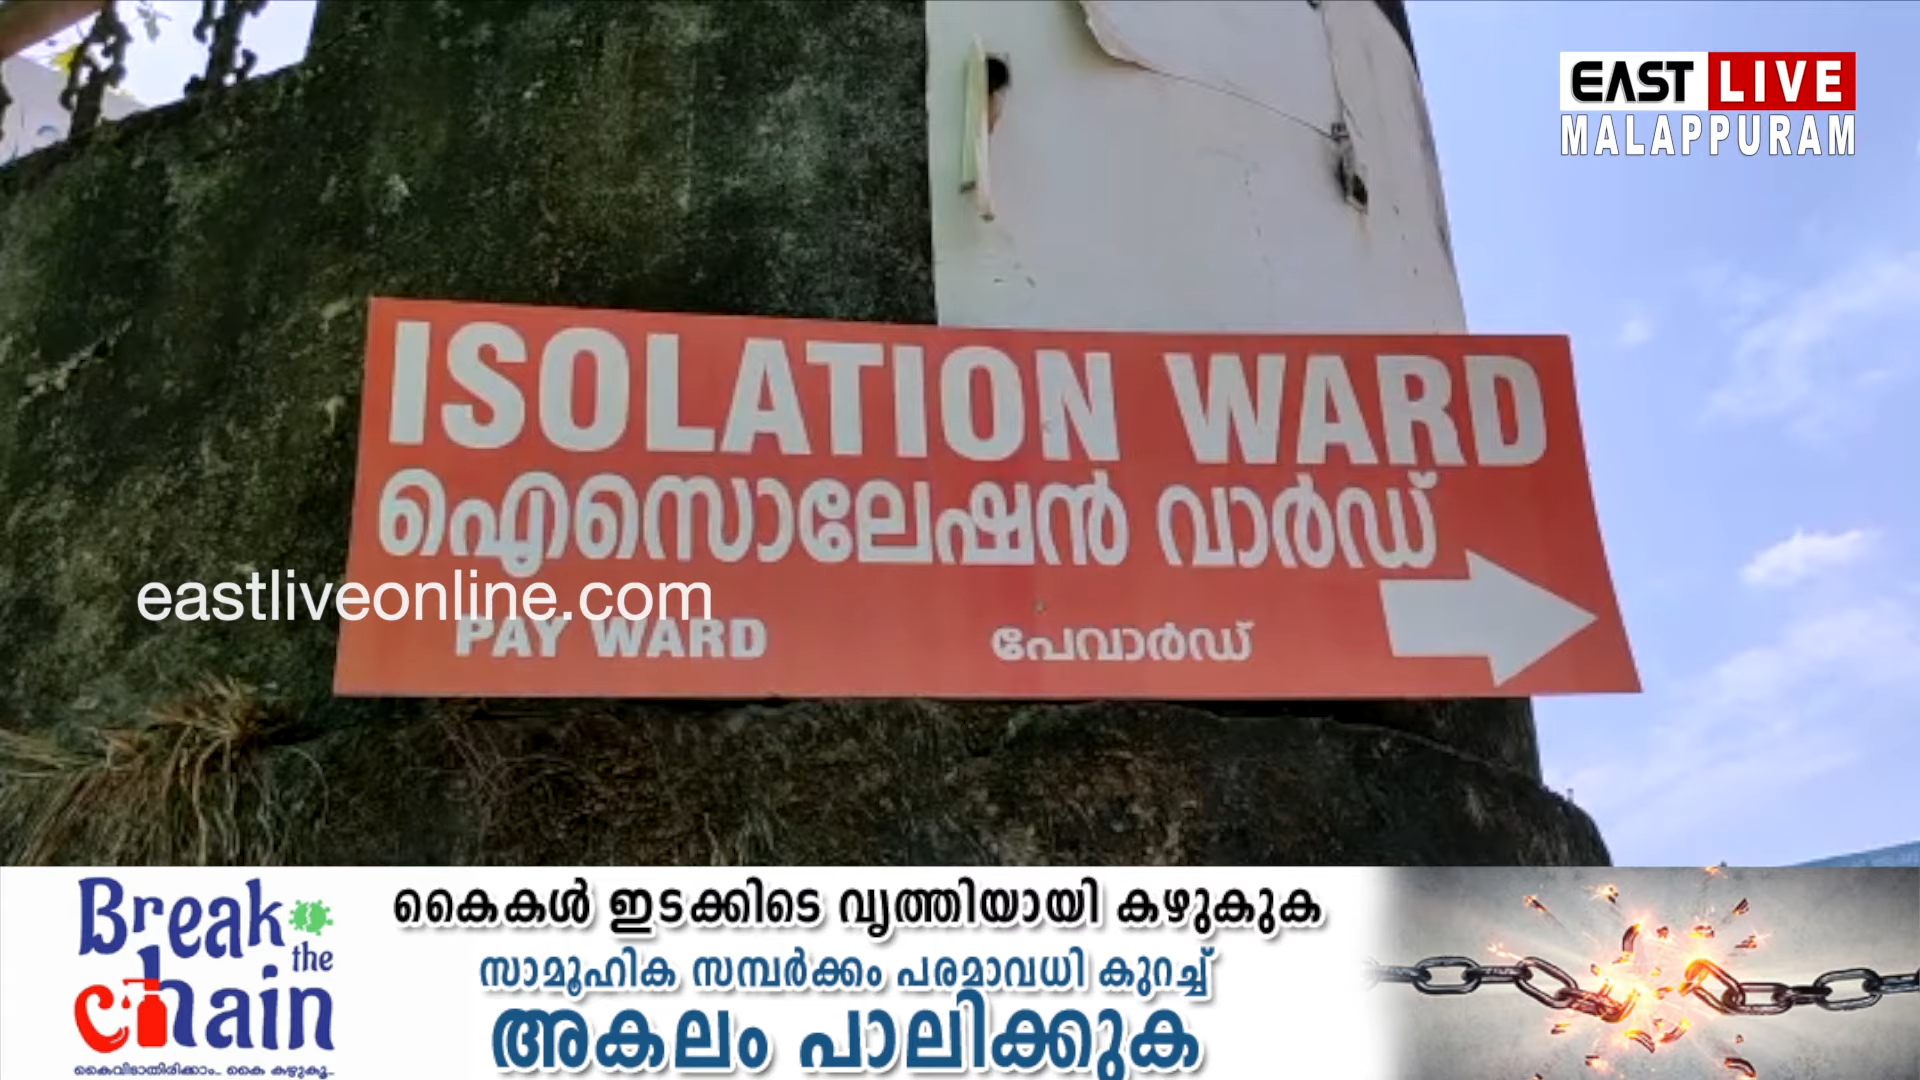 EAST LIVE
MALAPPURAM
ISOLATION WARD
ഐസൊലേഷൻ വാർഡ്
eastliveonline.com
PAY WARD പേവാർഡ്
Break the chain
കൈവിടാതിരിക്കാം.. കൈ കഴുകൂ..
കൈകൾ ഇടക്കിടെ വൃത്തിയായി കഴുകുക
സാമൂഹിക സമ്പർക്കം പരമാവധി കുറച്ച്
അകലം പാലിക്കുക